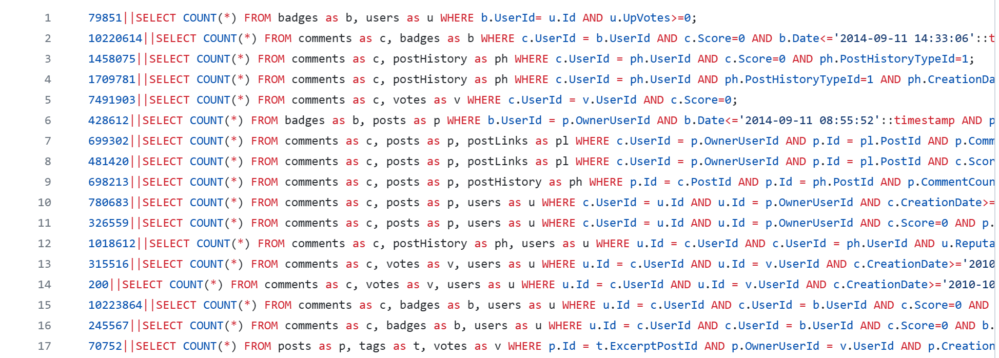 1 79851||SELECT COUNT(*) FROM badges as b, users as u WHERE b.UserId= u.Id AND u.UpVotes>=0;
2 10220614||SELECT COUNT(*) FROM comments as c, badges as b WHERE c.UserId = b.UserId AND c.Score=0 AND b.Date<='2014-09-11 14:33:06'::t
3 1458075||SELECT COUNT(*) FROM comments as c, postHistory as ph WHERE c.UserId = ph.UserId AND c.Score=0 AND ph.PostHistoryTypeId=1;
4 1709781||SELECT COUNT(*) FROM comments as c, postHistory as ph WHERE c.UserId = ph.UserId AND ph.PostHistoryTypeId=1 AND ph.CreationDa
5 7491903||SELECT COUNT(*) FROM comments as c, votes as v WHERE c.UserId = v.UserId AND c.Score=0;
6 428612||SELECT COUNT(*) FROM badges as b, posts as p WHERE b.UserId = p.OwnerUserId AND b.Date<='2014-09-11 08:55:52'::timestamp AND p
7 699302||SELECT COUNT(*) FROM comments as c, posts as p, postLinks as pl WHERE c.UserId = p.OwnerUserId AND p.Id = pl.PostId AND p.Comm
8 481420||SELECT COUNT(*) FROM comments as c, posts as p, postLinks as pl WHERE c.UserId = p.OwnerUserId AND p.Id = pl.PostId AND c.Scor
9 698213||SELECT COUNT(*) FROM comments as c, posts as p, postHistory as ph WHERE p.Id = c.PostId AND p.Id = ph.PostId AND p.CommentCoun
10 780683||SELECT COUNT(*) FROM comments as c, posts as p, users as u WHERE c.UserId = u.Id AND u.Id = p.OwnerUserId AND c.CreationDate>=
11 326559||SELECT COUNT(*) FROM comments as c, posts as p, users as u WHERE c.UserId = u.Id AND u.Id = p.OwnerUserId AND c.Score=0 AND p.
12 1018612||SELECT COUNT(*) FROM comments as c, postHistory as ph, users as u WHERE u.Id = c.UserId AND c.UserId = ph.UserId AND u.Reputa
13 315516||SELECT COUNT(*) FROM comments as c, votes as v, users as u WHERE u.Id = c.UserId AND u.Id = v.UserId AND c.CreationDate>='2010
14 200||SELECT COUNT(*) FROM comments as c, votes as v, users as u WHERE u.Id = c.UserId AND u.Id = v.UserId AND c.CreationDate>='2010-10
15 10223864||SELECT COUNT(*) FROM comments as c, badges as b, users as u WHERE u.Id = c.UserId AND c.UserId = b.UserId AND c.Score=0 AND
16 245567||SELECT COUNT(*) FROM comments as c, badges as b, users as u WHERE u.Id = c.UserId AND c.UserId = b.UserId AND c.Score=0 AND b.
17 70752||SELECT COUNT(*) FROM posts as p, tags as t, votes as v WHERE p.Id = t.ExcerptPostId AND p.OwnerUserId = v.UserId AND p.Creation